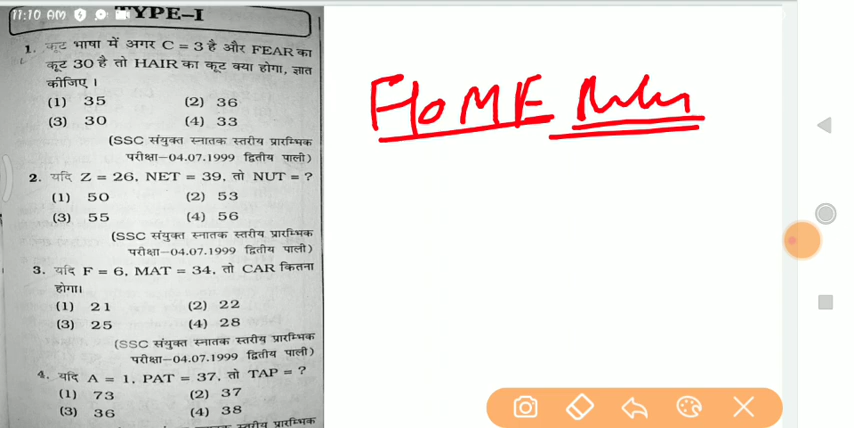 11:10 AM
TYPE–I
1. कूट भाषा में अगर C = 3 है और FEAR का
कूट 30 है तो HAIR का कूट क्या होगा, ज्ञात
कीजिए ।
(1) 35 (2) 36
(3) 30 (4) 33
(SSC संयुक्त स्नातक स्तरीय प्रारम्भिक
परीक्षा–04.07.1999 द्वितीय पाली)
2. यदि Z = 26, NET = 39, तो NUT = ?
(1) 50 (2) 53
(3) 55 (4) 56
(SSC संयुक्त स्नातक स्तरीय प्रारम्भिक
परीक्षा–04.07.1999 द्वितीय पाली)
3. यदि F = 6, MAT = 34, तो CAR कितना
होगा।
(1) 21 (2) 22
(3) 25 (4) 28
(SSC संयुक्त स्नातक स्तरीय प्रारम्भिक
परीक्षा–04.07.1999 द्वितीय पाली)
4. यदि A = 1, PAT = 37, तो TAP = ?
(1) 73 (2) 37
(3) 36 (4) 38
स्नातक स्तरीय प्रारम्भिक
HOME